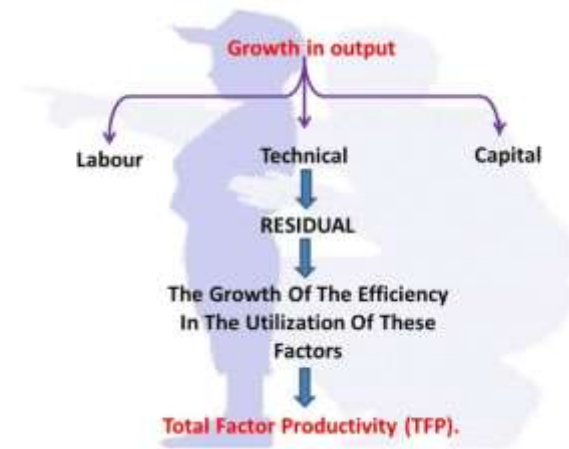 Growth in output
Labour
Technical
Capital
RESIDUAL
The Growth Of The Efficiency
In The Utilization Of These
Factors
Total Factor Productivity (TFP).